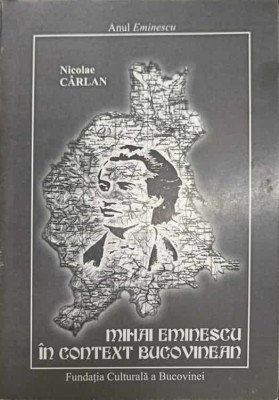 Anul Eminescu
Nicolae
CÂRLAN
MIHAI EMINESCU
ÎN CONTEXT BUCOVINEAN
Fundația Culturală a Bucovinei